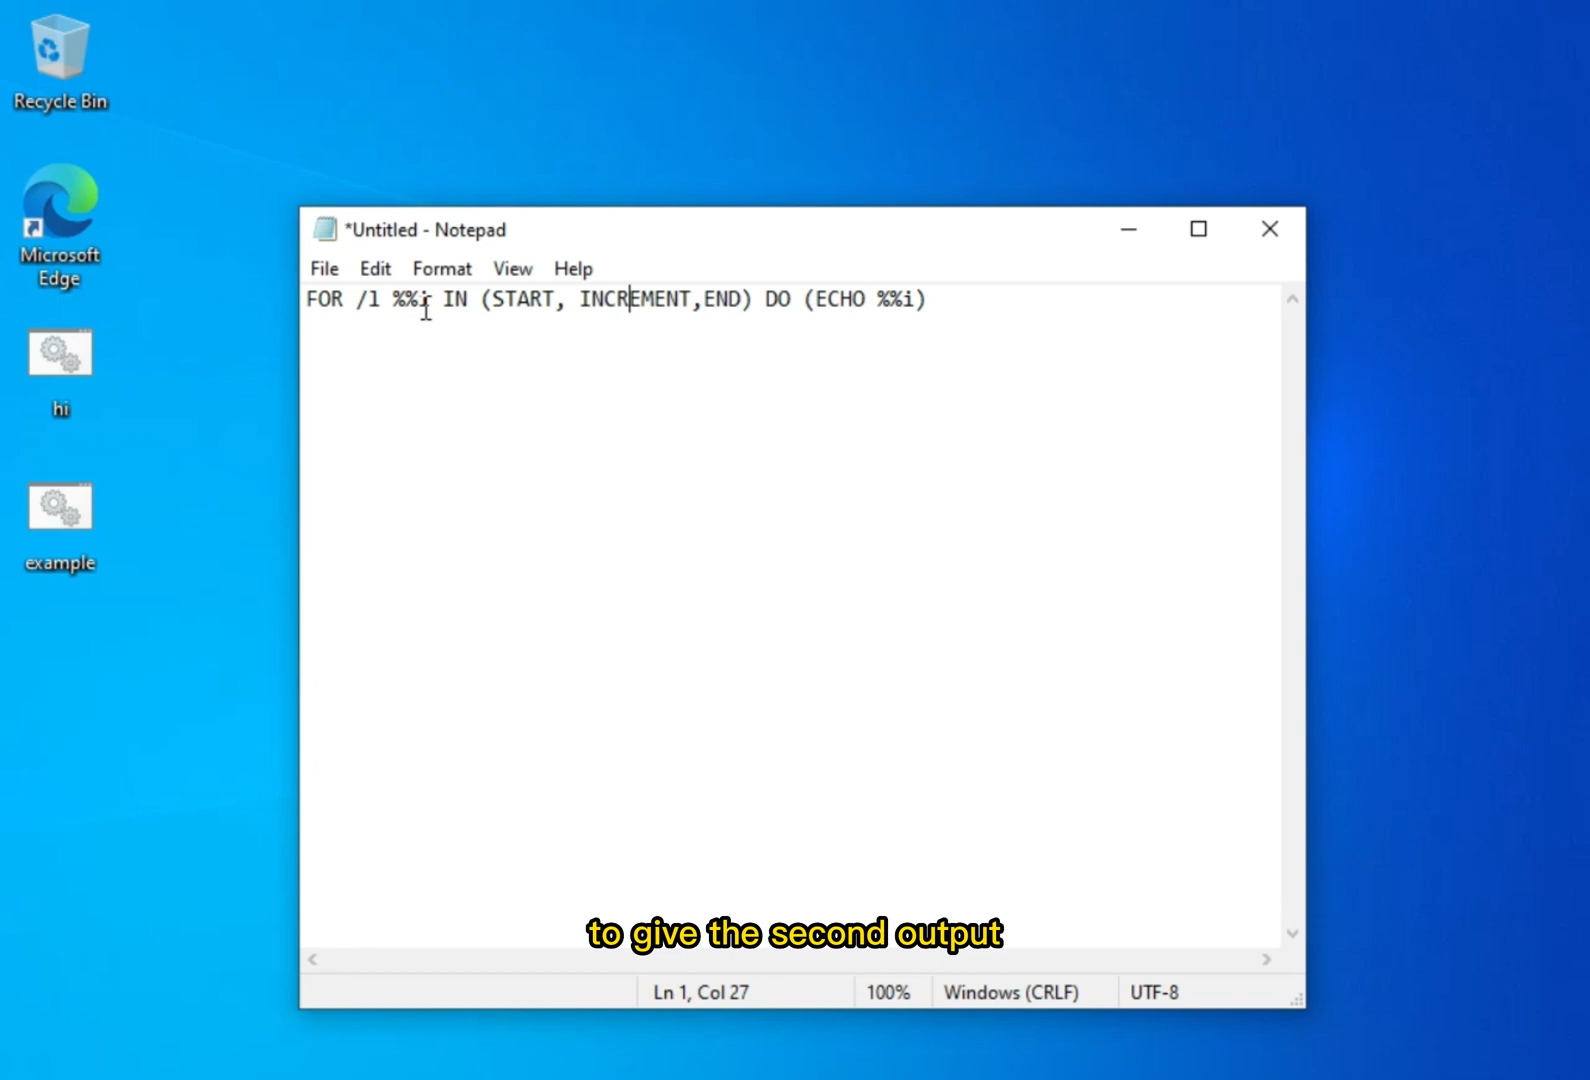 Recycle Bin
Microsoft
Edge
hi
example
*Untitled - Notepad
File Edit Format View Help
FOR /l %%i IN (START, INCREMENT,END) DO (ECHO %%i)
to give the second output
Ln 1, Col 27 100% Windows (CRLF) UTF-8